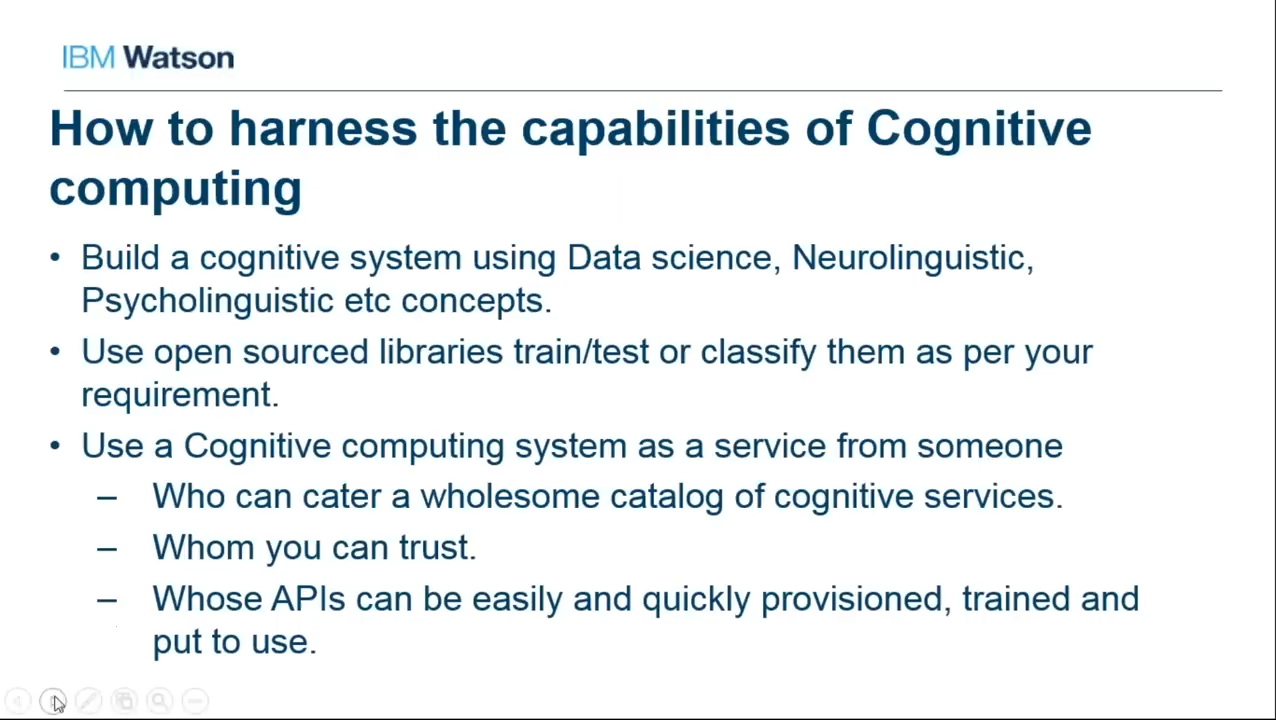 IBM Watson
How to harness the capabilities of Cognitive
computing
• Build a cognitive system using Data science, Neurolinguistic,
Psycholinguistic etc concepts.
• Use open sourced libraries train/test or classify them as per your
requirement.
• Use a Cognitive computing system as a service from someone
– Who can cater a wholesome catalog of cognitive services.
– Whom you can trust.
– Whose APIs can be easily and quickly provisioned, trained and
put to use.